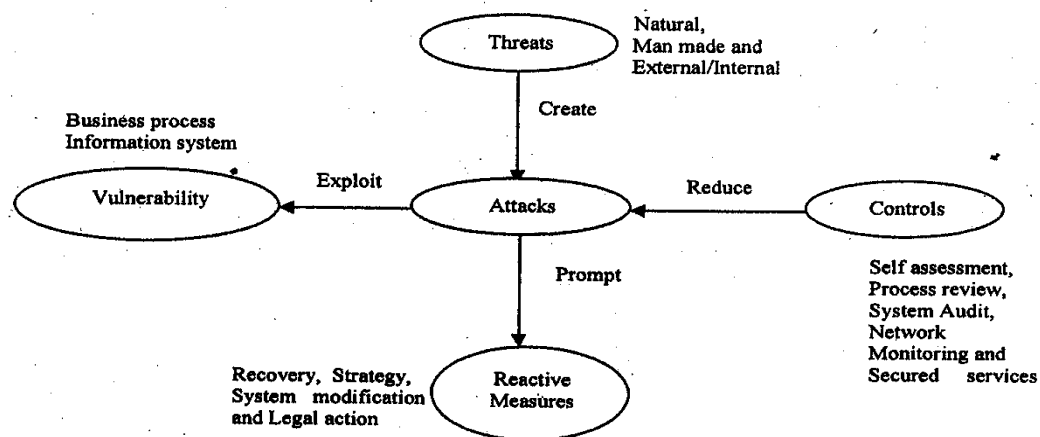 Threats
Natural,
Man made and
External/Internal
Create
Business process
Information system
Vulnerability
Exploit
Attacks
Reduce
Controls
Prompt
Self assessment,
Process review,
System Audit,
Network
Monitoring and
Secured services
Recovery, Strategy,
System modification
and Legal action
Reactive
Measures